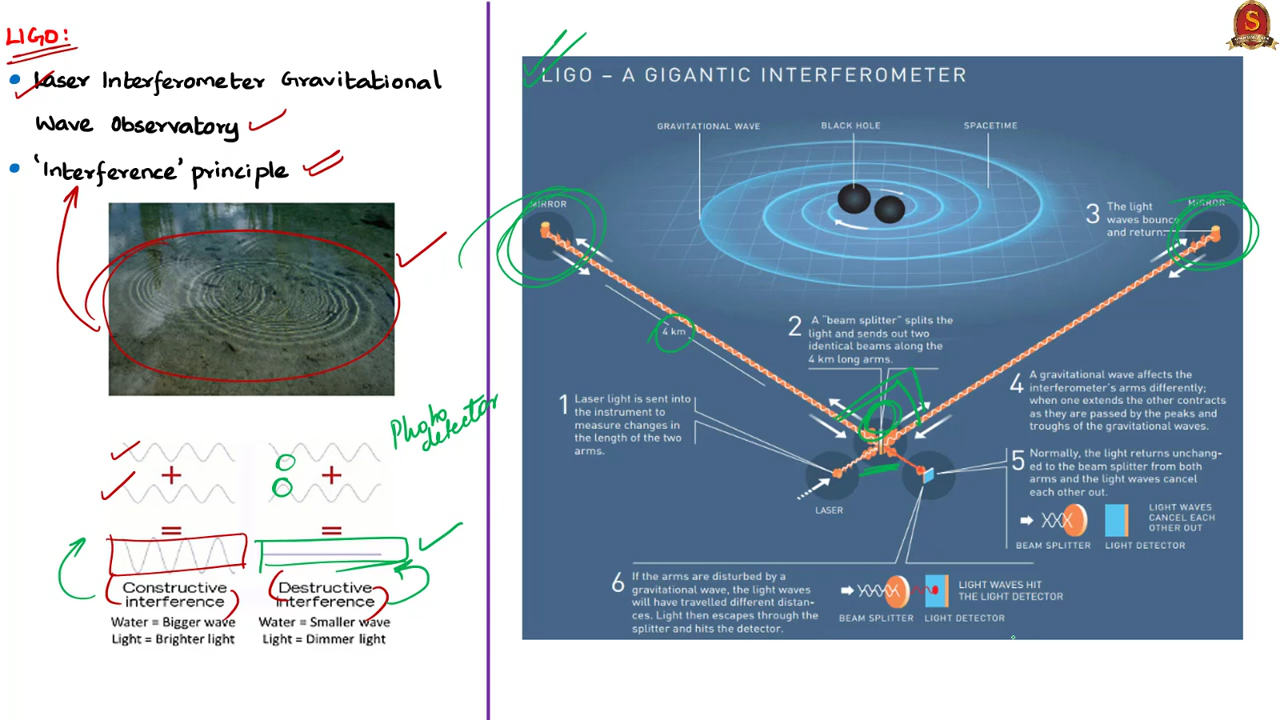 LIGO:
Laser Interferometer Gravitational
Wave Observatory
'Interference' principle
Photo
detector
+
+
=
=
Constructive
interference
Water = Bigger wave
Light = Brighter light
Destructive
interference
Water = Smaller wave
Light = Dimmer light
S
LIGO – A GIGANTIC INTERFEROMETER
GRAVITATIONAL WAVE
BLACK HOLE
SPACETIME
MIRROR
MIRROR
3 The light
waves bounce
and return.
4 km
2 A "beam splitter" splits the
light and sends out two
identical beams along the
4 km long arms.
1 Laser light is sent into
the instrument to
measure changes in
the length of the two
arms.
4 A gravitational wave affects the
interferometer's arms differently;
when one extends the other contracts
as they are passed by the peaks and
troughs of the gravitational waves.
5 Normally, the light returns unchang-
ed to the beam splitter from both
arms and the light waves cancel
each other out.
LASER
LIGHT WAVES
CANCEL EACH
OTHER OUT
BEAM SPLITTER
LIGHT DETECTOR
6 If the arms are disturbed by a
gravitational wave, the light waves
will have travelled different distan-
ces. Light then escapes through the
splitter and hits the detector.
LIGHT WAVES HIT
THE LIGHT DETECTOR
BEAM SPLITTER
LIGHT DETECTOR